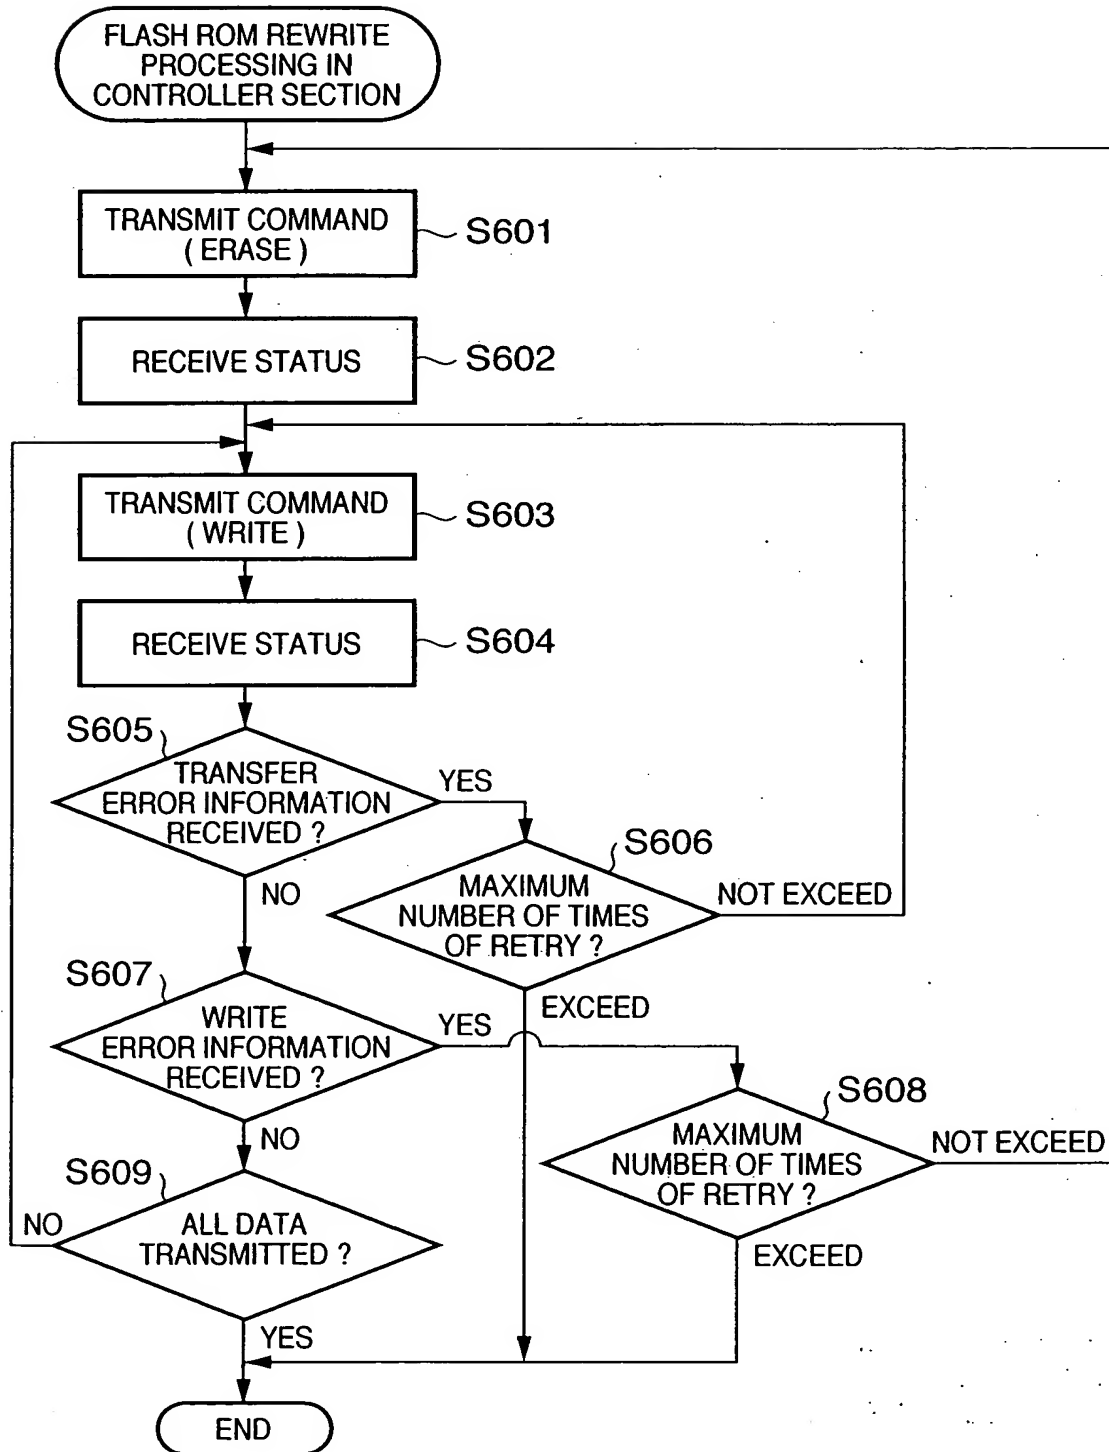 FLASH ROM REWRITE
PROCESSING IN
CONTROLLER SECTION
TRANSMIT COMMAND
( ERASE )
S601
RECEIVE STATUS
S602
TRANSMIT COMMAND
( WRITE )
S603
RECEIVE STATUS
S604
S605
TRANSFER
ERROR INFORMATION
RECEIVED ?
YES
NO
S606
MAXIMUM
NUMBER OF TIMES
OF RETRY ?
NOT EXCEED
EXCEED
S607
WRITE
ERROR INFORMATION
RECEIVED ?
YES
NO
S608
MAXIMUM
NUMBER OF TIMES
OF RETRY ?
NOT EXCEED
EXCEED
S609
ALL DATA
TRANSMITTED ?
NO
YES
END